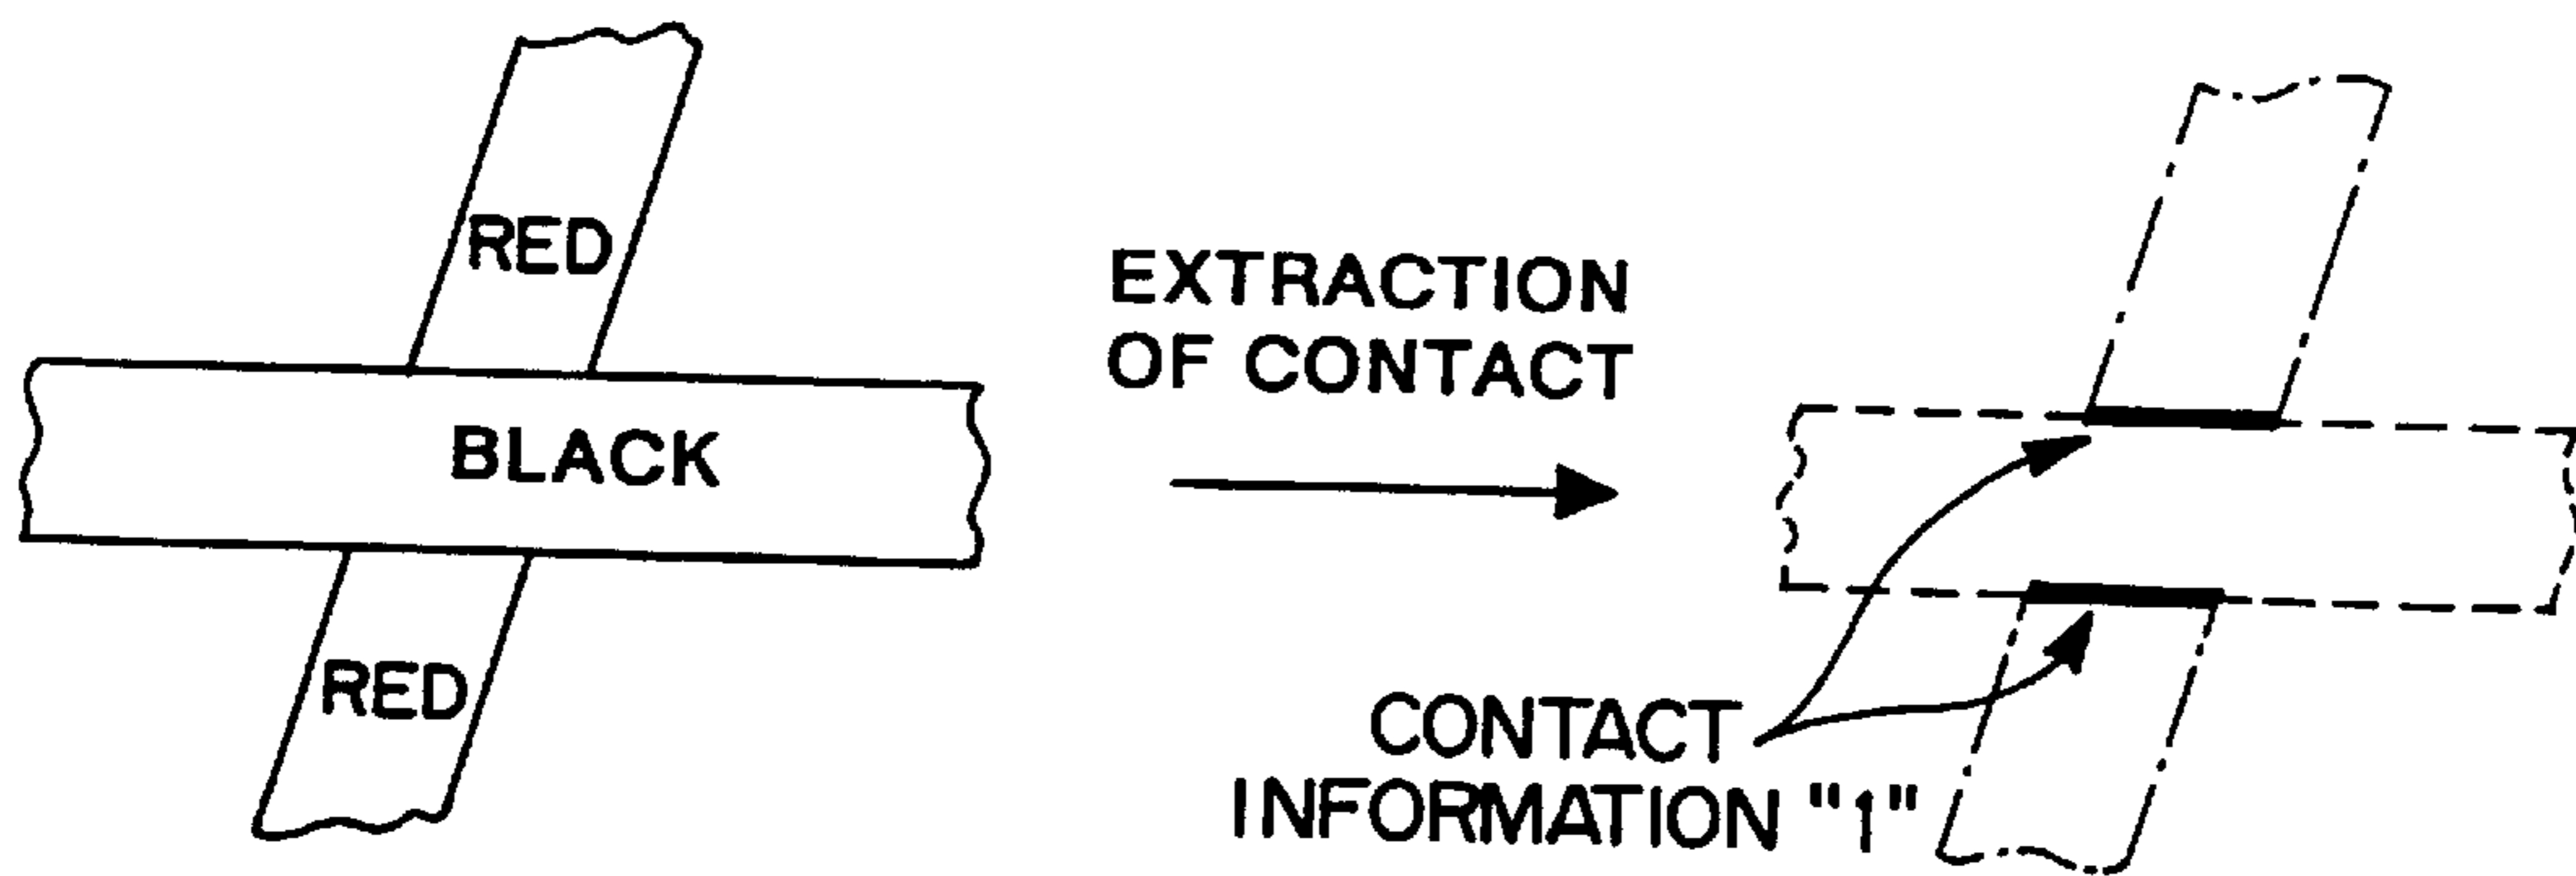 RED
BLACK
RED
EXTRACTION
OF CONTACT
CONTACT
INFORMATION "1"